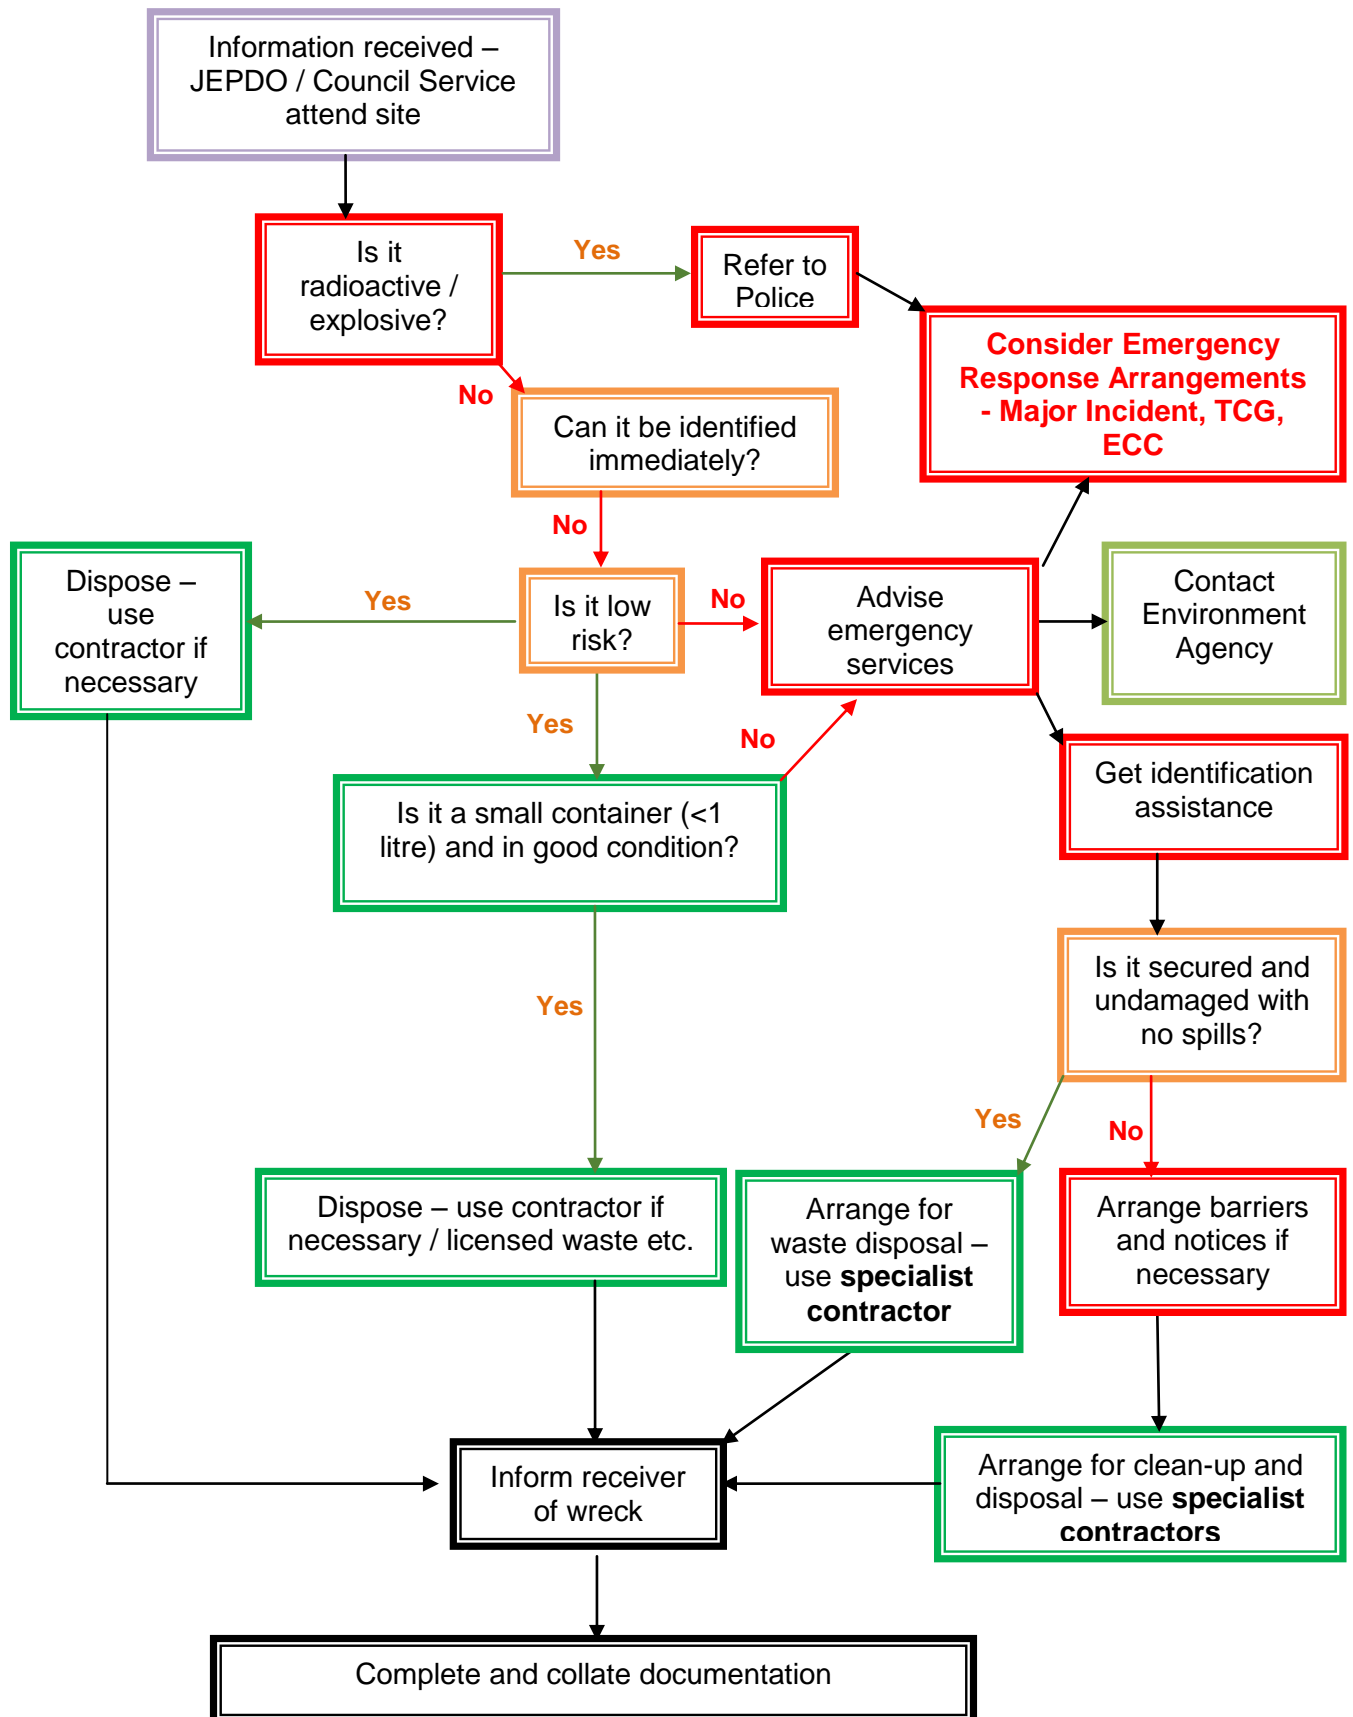 Information received –
JEPDO / Council Service
attend site
Is it
radioactive /
explosive?
Yes
Refer to
Police
No
Consider Emergency
Response Arrangements
- Major Incident, TCG,
ECC
Can it be identified
immediately?
No
Dispose –
use
contractor if
necessary
Yes
Is it low
risk?
No
Advise
emergency
services
Contact
Environment
Agency
Yes
No
Get identification
assistance
Is it a small container (<1
litre) and in good condition?
Is it secured and
undamaged with
no spills?
Yes
Yes
No
Dispose – use contractor if
necessary / licensed waste etc.
Arrange for
waste disposal –
use specialist
contractor
Arrange barriers
and notices if
necessary
Inform receiver
of wreck
Arrange for clean-up and
disposal – use specialist
contractors
Complete and collate documentation